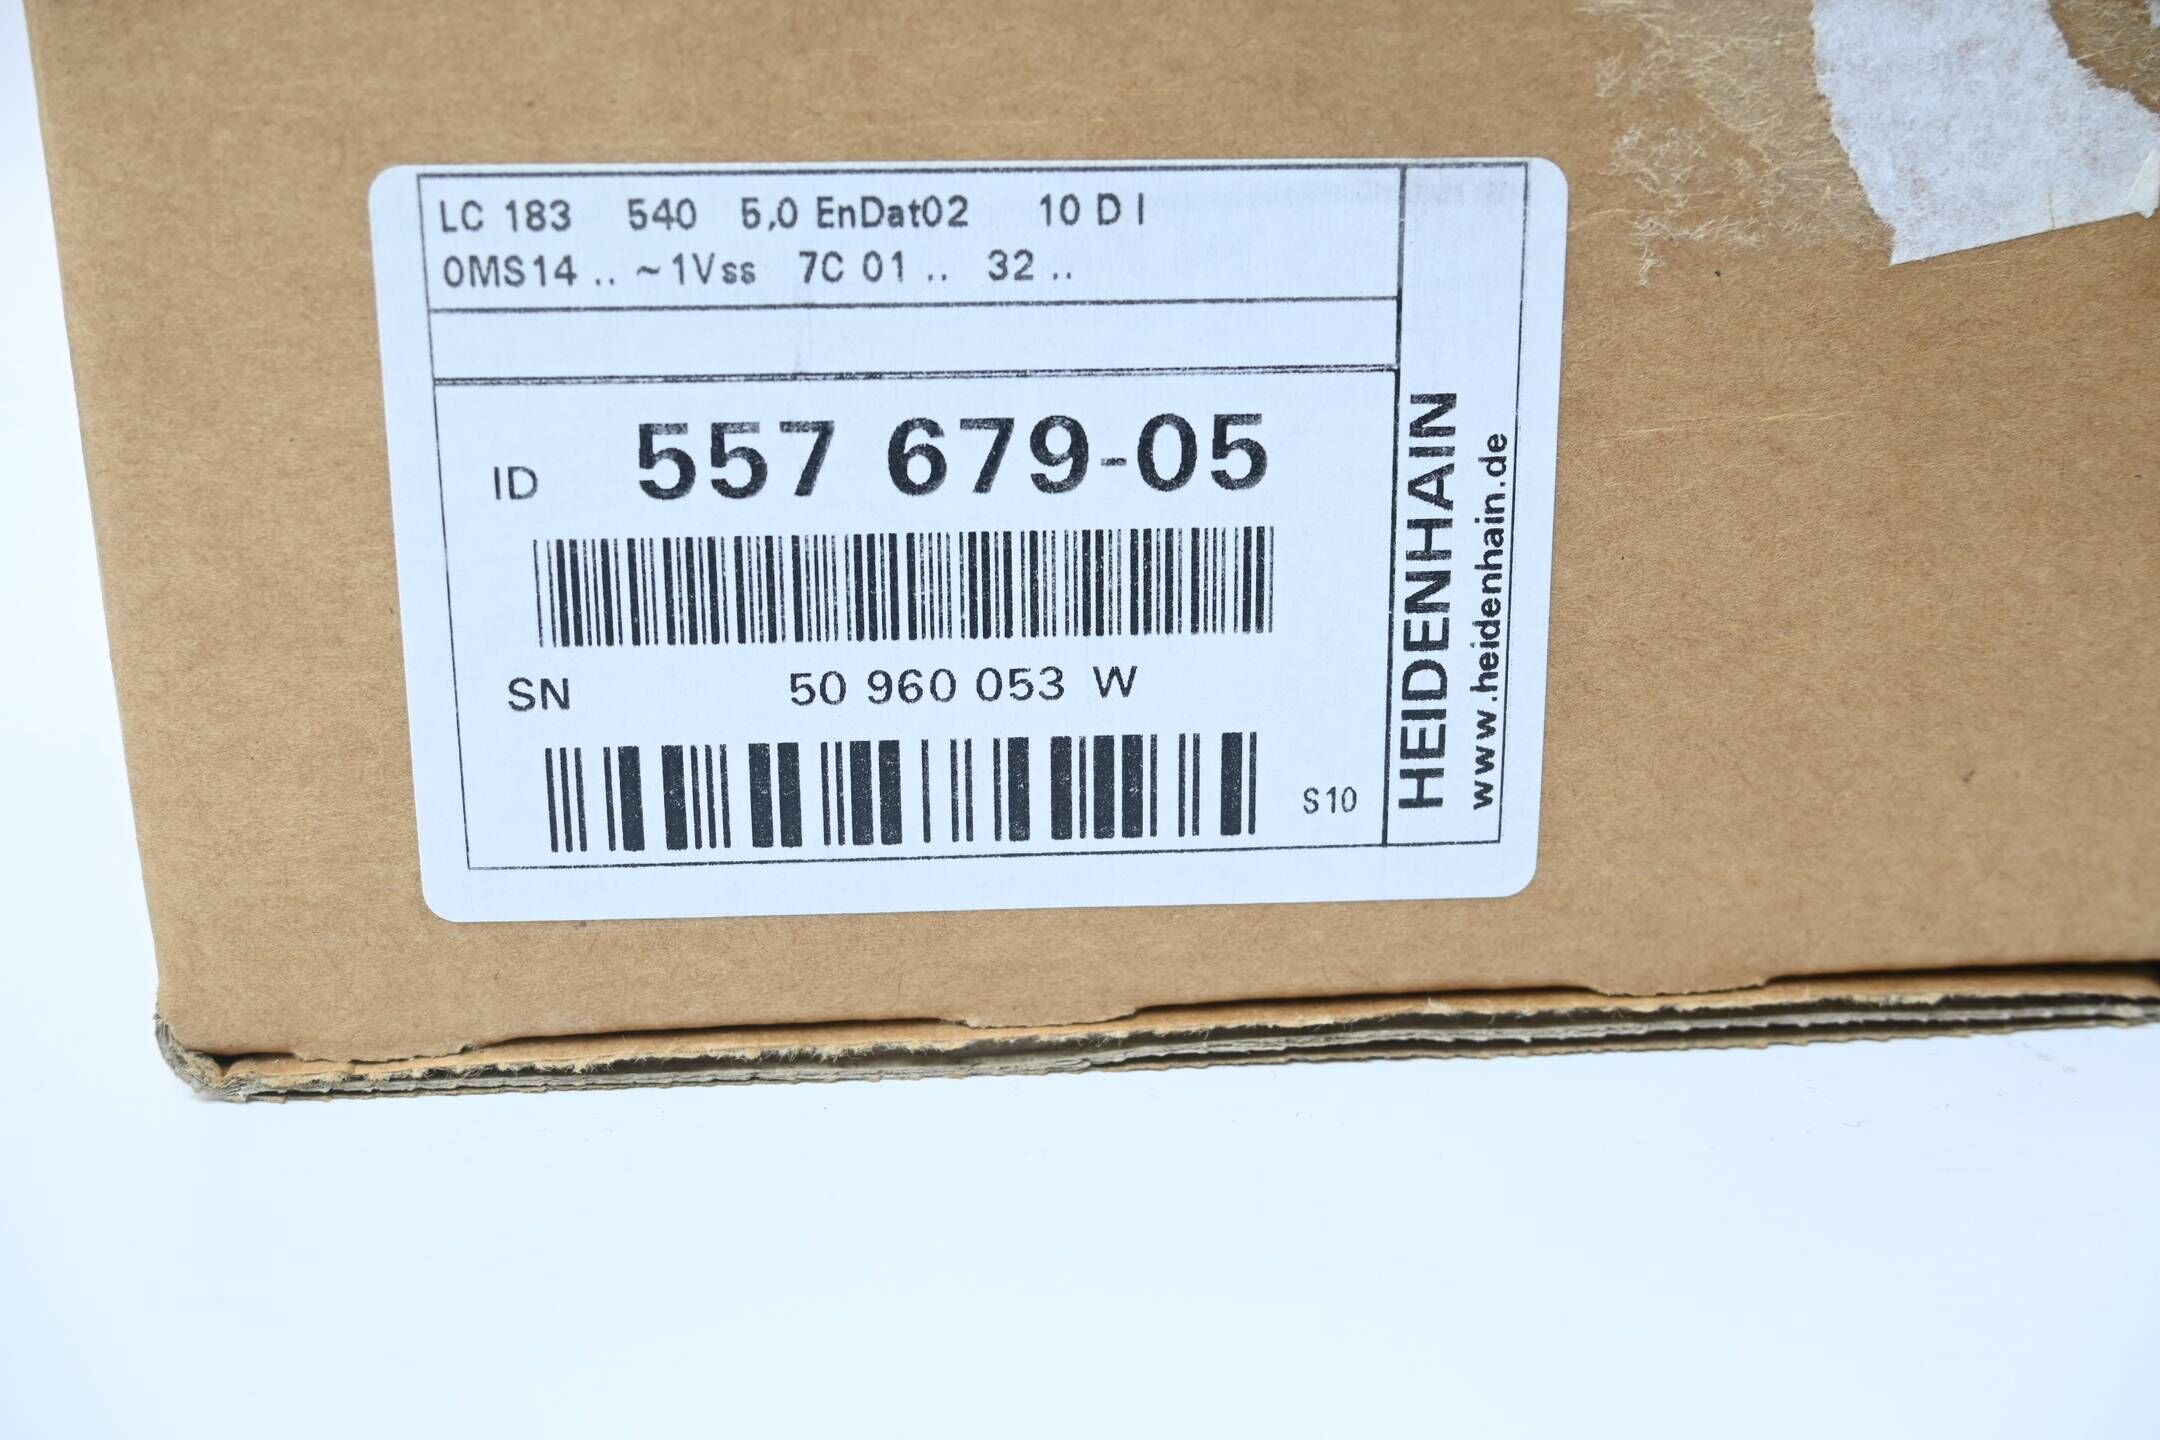 LC 183 540 5,0 EnDat02 10 D I
0MS14 .. ~1Vss 7C 01 .. 32 ..
ID 557 679-05
SN 50 960 053 W
S10
HEIDENHAIN
www.heidenhain.de